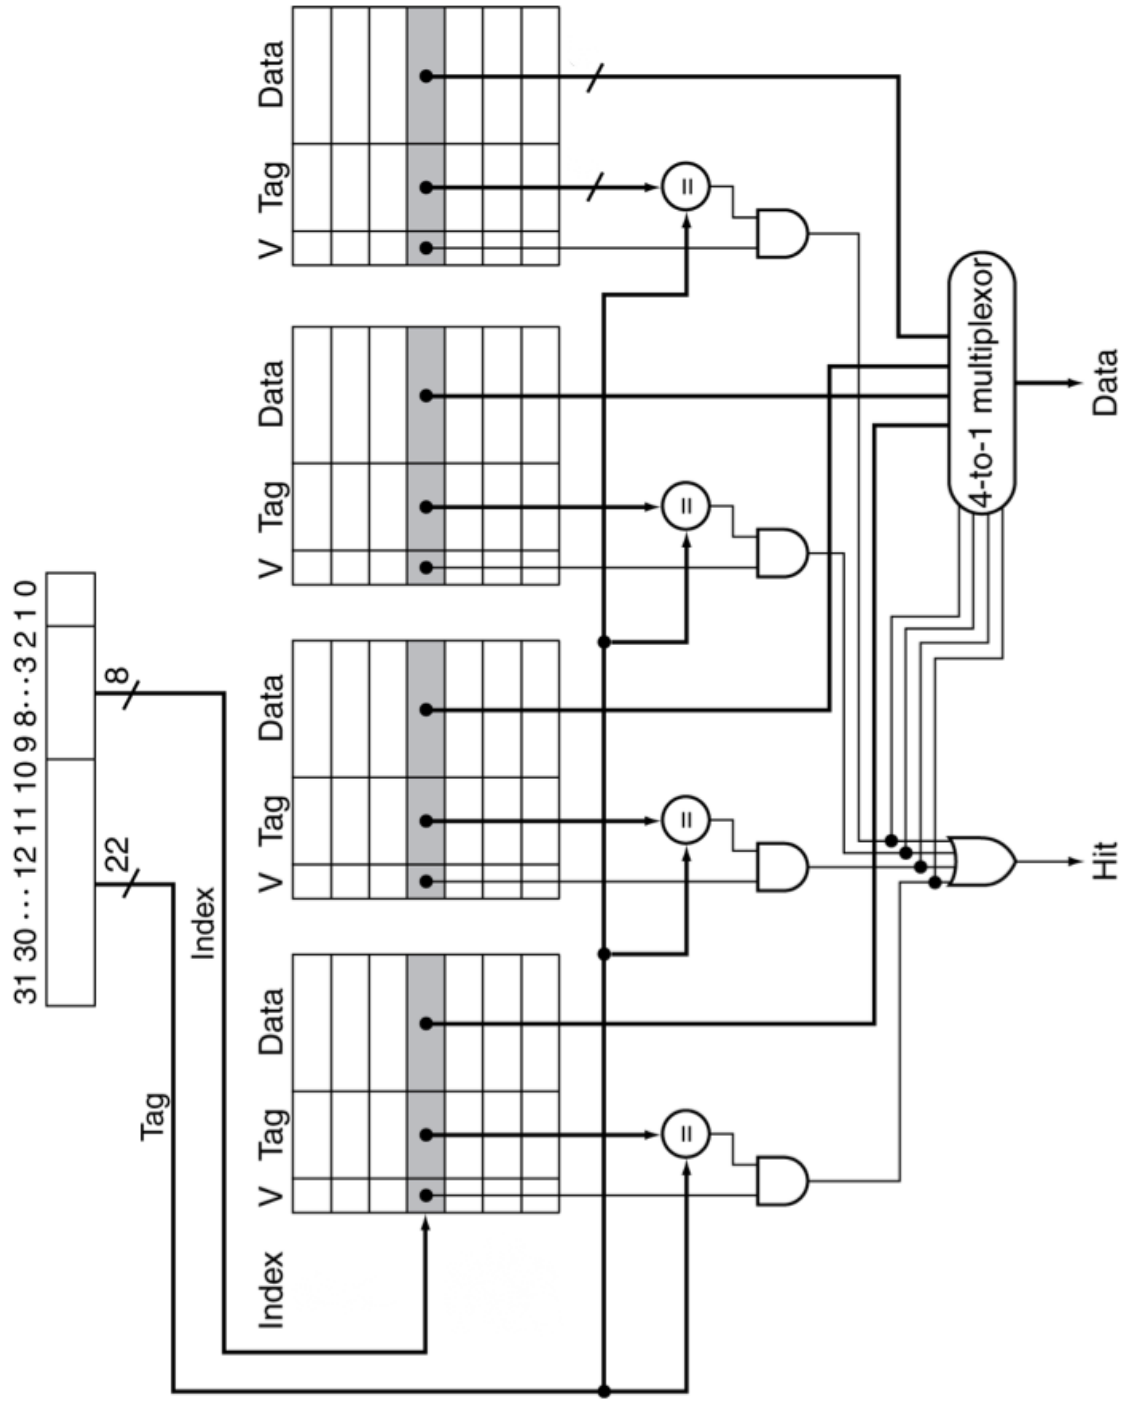 31 30 ··· 12 11 10 9 8 ··· 3 2 1 0
22
8
Tag
Index
Index
V Tag Data
V Tag Data
V Tag Data
V Tag Data
=
=
=
=
4-to-1 multiplexor
Hit
Data